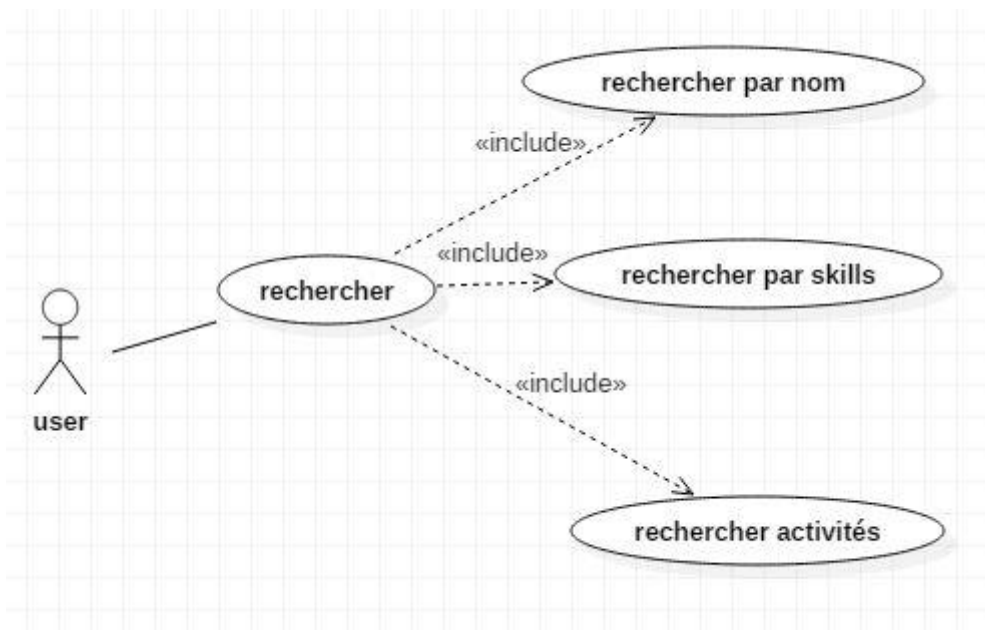 rechercher par nom
«include»
«include»
rechercher par skills
rechercher
«include»
user
rechercher activités